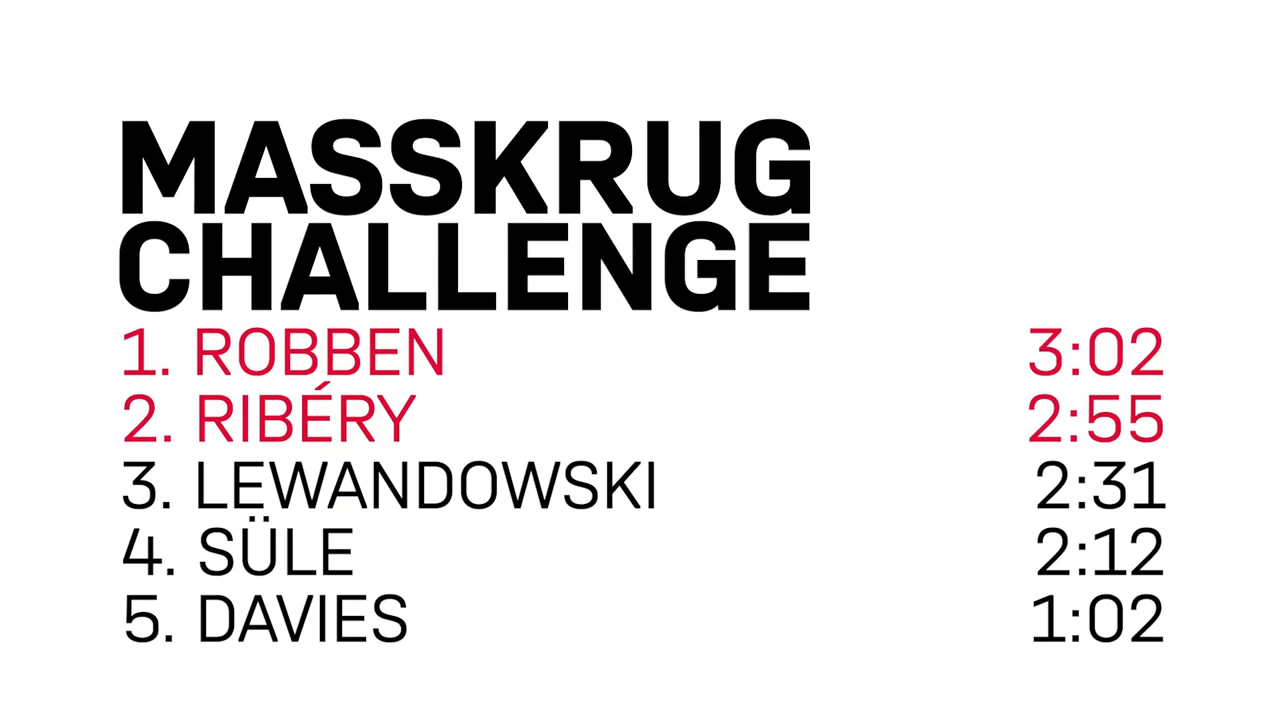 MASSKRUG
CHALLENGE
1. ROBBEN 3:02
2. RIBÉRY 2:55
3. LEWANDOWSKI 2:31
4. SÜLE 2:12
5. DAVIES 1:02